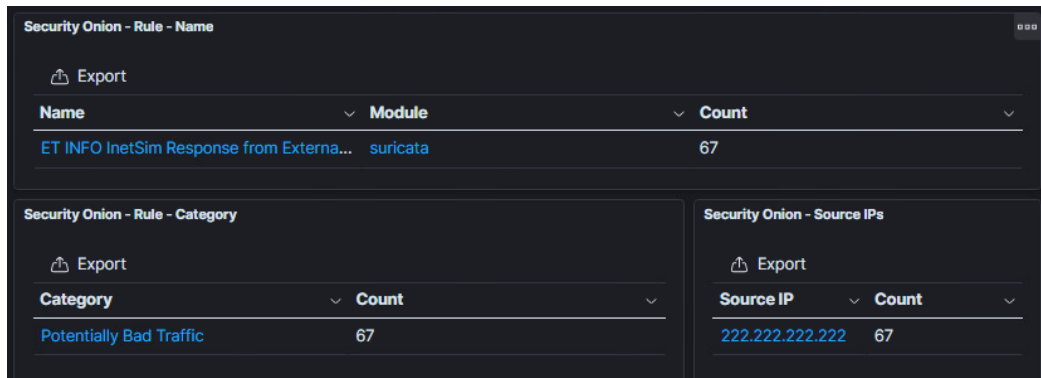 Security Onion - Rule - Name
Export
Name Module Count
ET INFO InetSim Response from Externa... suricata 67
Security Onion - Rule - Category
Export
Category Count
Potentially Bad Traffic 67
Security Onion - Source IPs
Export
Source IP Count
222.222.222.222 67